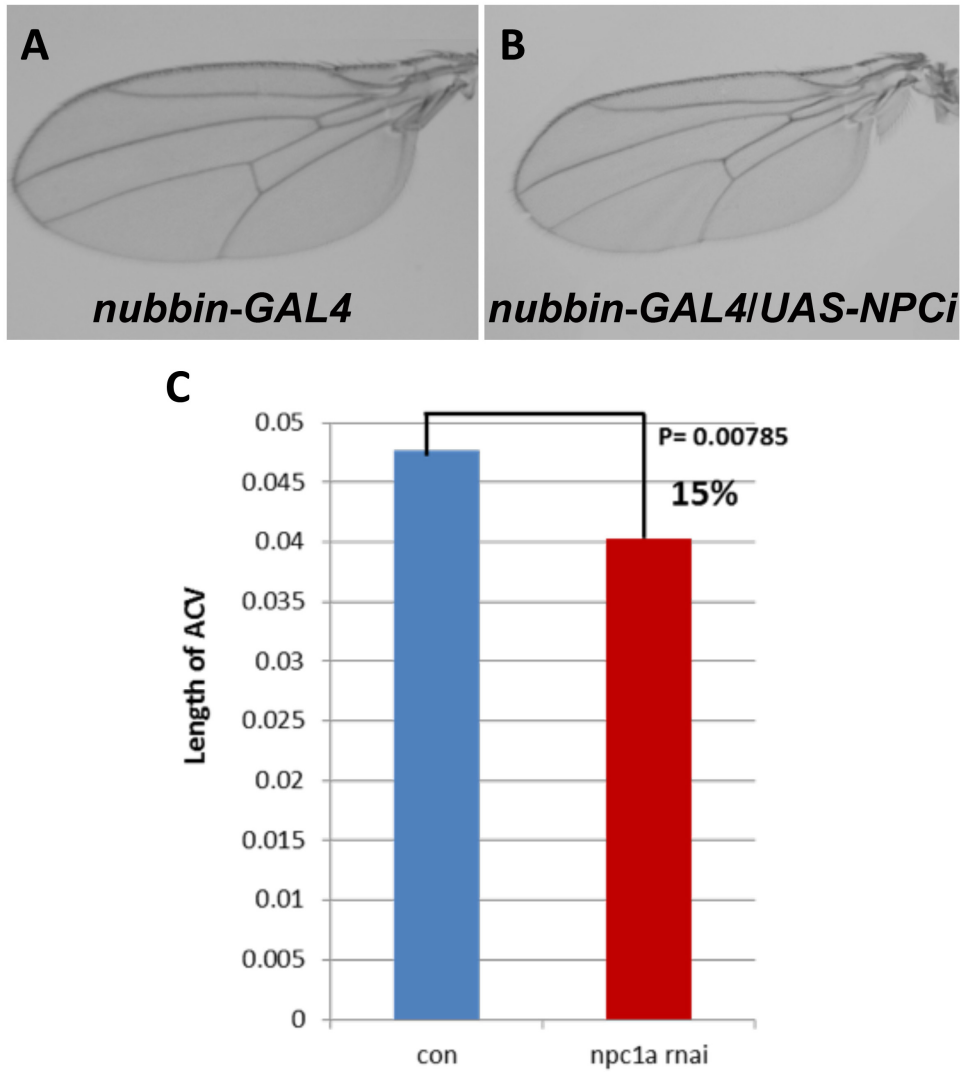 A
B
nubbin-GAL4
nubbin-GAL4/UAS-NPCi
C
0.05
P= 0.00785
0.045
15%
0.04
0.035
0.03
0.025
0.02
0.015
0.01
0.005
0
Length of ACV
con
npc1a rnai